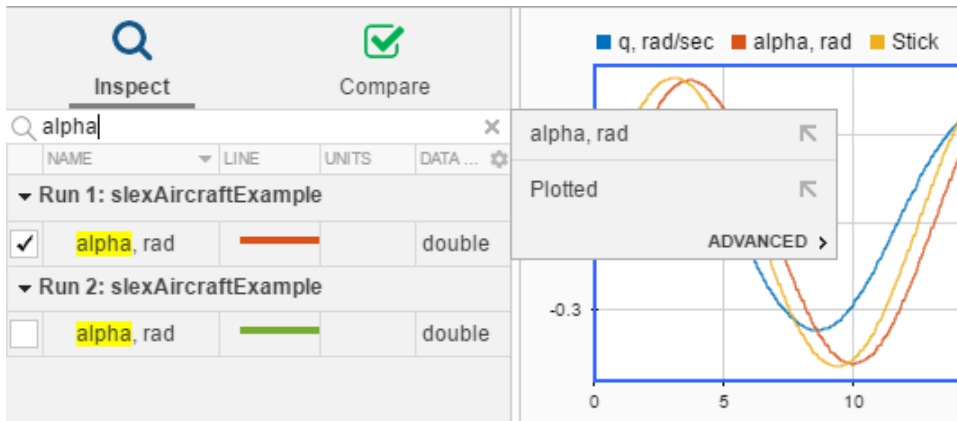 Inspect
Compare
alpha
NAME LINE UNITS DATA ...
Run 1: slexAircraftExample
alpha, rad double
Run 2: slexAircraftExample
alpha, rad double
alpha, rad
Plotted
ADVANCED
q, rad/sec alpha, rad Stick
-0.3
0 5 10